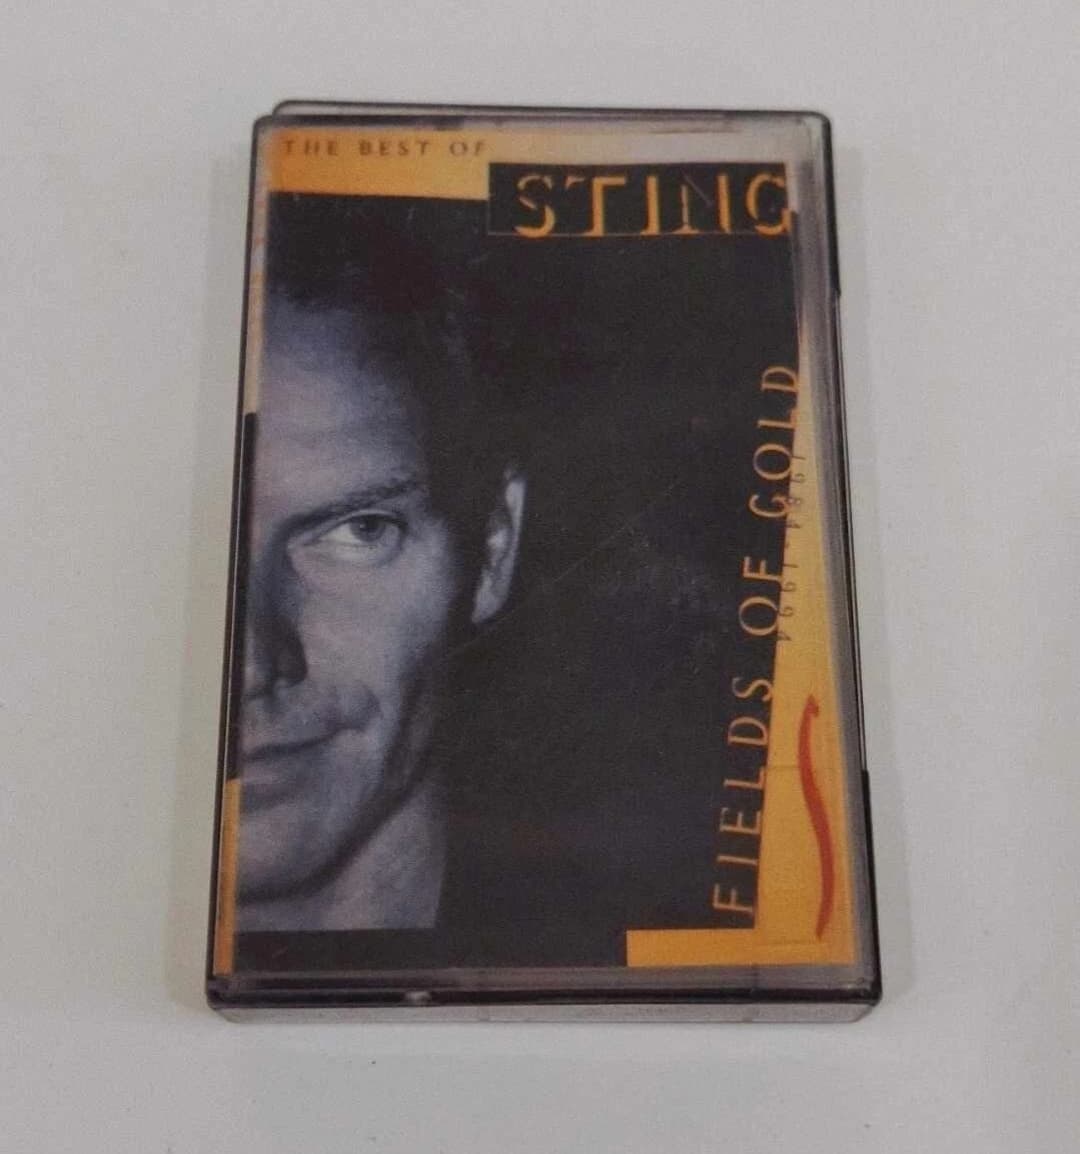 THE BEST OF
STING
FIELDS OF GOLD
1984-1994